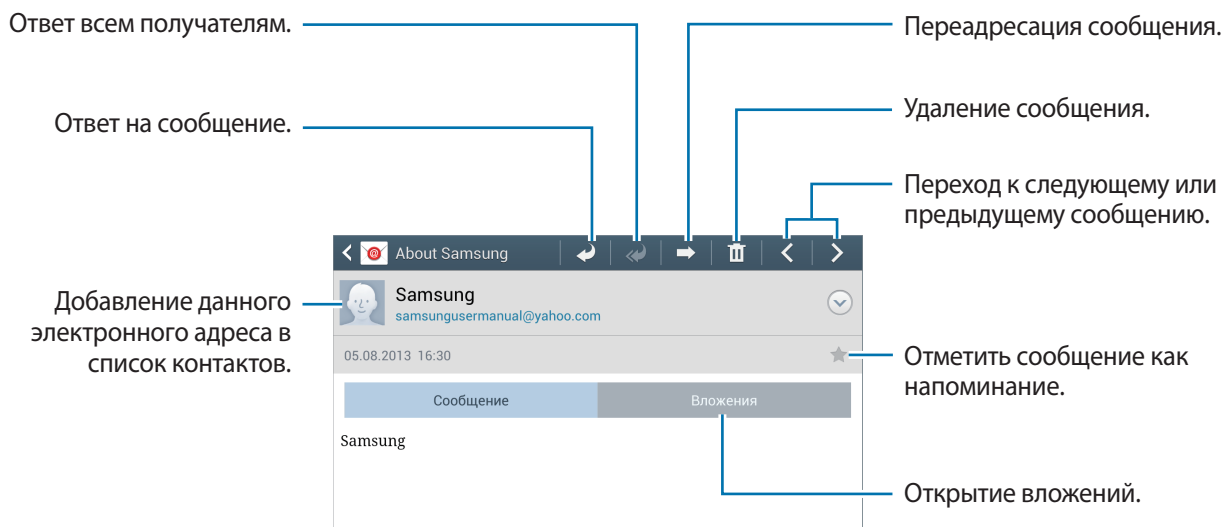 Ответ всем получателям.
Переадресация сообщения.
Ответ на сообщение.
Удаление сообщения.
Переход к следующему или
предыдущему сообщению.
About Samsung
Добавление данного
электронного адреса в
список контактов.
Samsung
samsungusermanual@yahoo.com
05.08.2013 16:30
Отметить сообщение как
напоминание.
Сообщение
Вложения
Samsung
Открытие вложений.